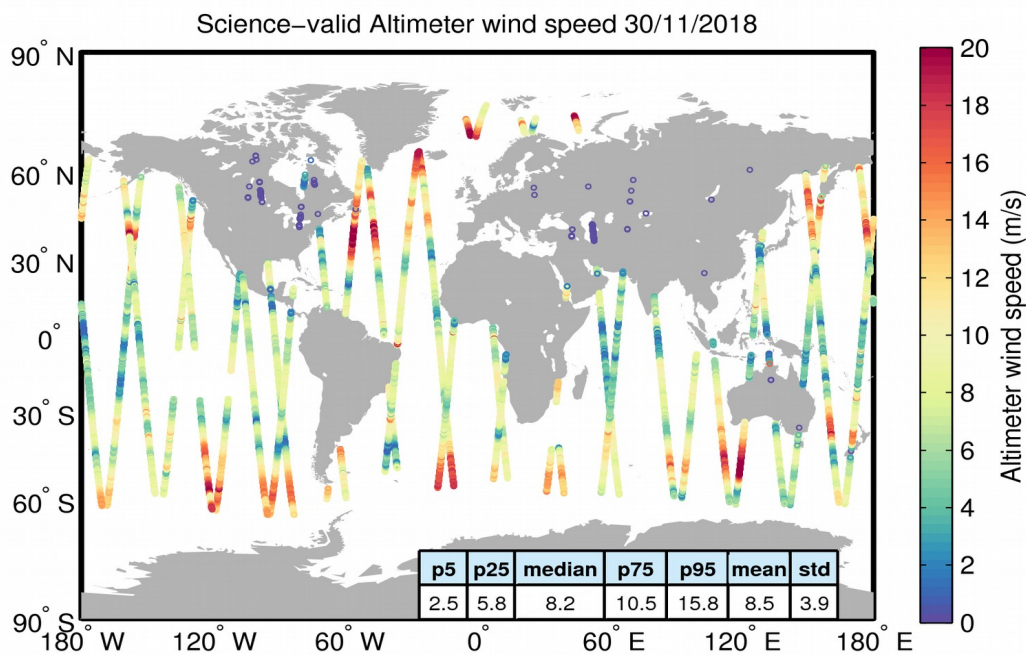 Science−valid Altimeter wind speed 30/11/2018
90° N
60° N
30° N
0°
30° S
60° S
90° S
180° W
120° W
60° W
0°
60° E
120° E
180° E
p5 p25 median p75 p95 mean std
2.5 5.8 8.2 10.5 15.8 8.5 3.9
20
18
16
14
12
10
8
6
4
2
0
Altimeter wind speed (m/s)